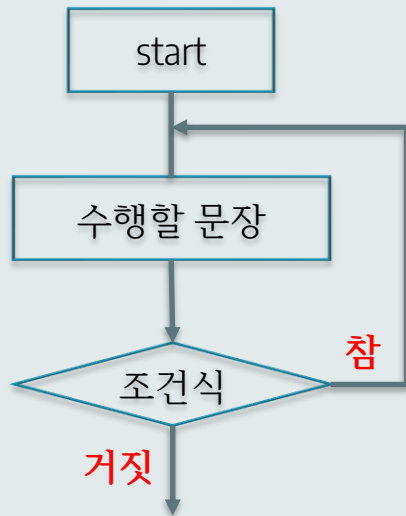 start
수행할 문장
조건식
참
거짓